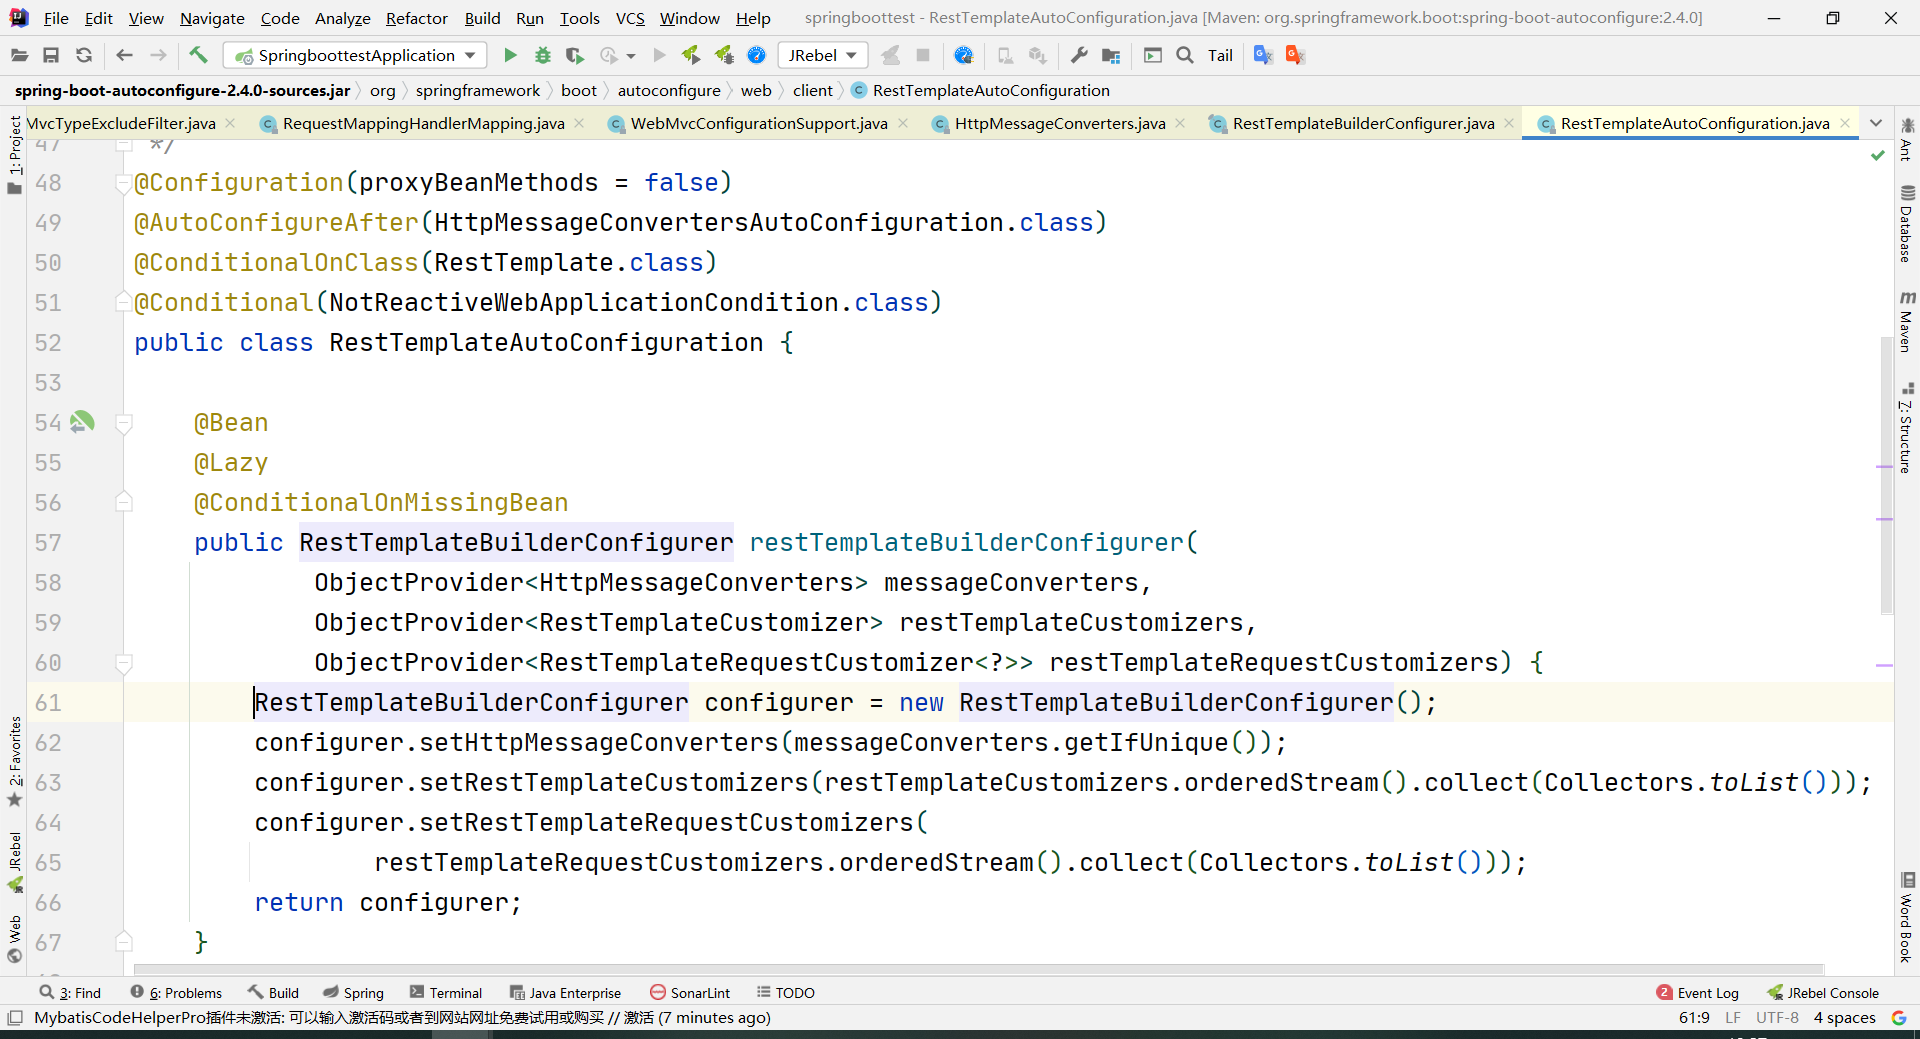 File Edit View Navigate Code Analyze Refactor Build Run Tools VCS Window Help springboottest - RestTemplateAutoConfiguration.java [Maven: org.springframework.boot:spring-boot-autoconfigure:2.4.0]
SpringboottestApplication JRebel Tail
spring-boot-autoconfigure-2.4.0-sources.jar org springframework boot autoconfigure web client RestTemplateAutoConfiguration
MvcTypeExcludeFilter.java RequestMappingHandlerMapping.java WebMvcConfigurationSupport.java HttpMessageConverters.java RestTemplateBuilderConfigurer.java RestTemplateAutoConfiguration.java
1: Project
2: Favorites
JRebel
Web
47 */
48 @Configuration(proxyBeanMethods = false)
49 @AutoConfigureAfter(HttpMessageConvertersAutoConfiguration.class)
50 @ConditionalOnClass(RestTemplate.class)
51 @Conditional(NotReactiveWebApplicationCondition.class)
52 public class RestTemplateAutoConfiguration {
53
54 @Bean
55 @Lazy
56 @ConditionalOnMissingBean
57 public RestTemplateBuilderConfigurer restTemplateBuilderConfigurer(
58 ObjectProvider<HttpMessageConverters> messageConverters,
59 ObjectProvider<RestTemplateCustomizer> restTemplateCustomizers,
60 ObjectProvider<RestTemplateRequestCustomizer<?>> restTemplateRequestCustomizers) {
61 RestTemplateBuilderConfigurer configurer = new RestTemplateBuilderConfigurer();
62 configurer.setHttpMessageConverters(messageConverters.getIfUnique());
63 configurer.setRestTemplateCustomizers(restTemplateCustomizers.orderedStream().collect(Collectors.toList()));
64 configurer.setRestTemplateRequestCustomizers(
65 restTemplateRequestCustomizers.orderedStream().collect(Collectors.toList()));
66 return configurer;
67 }
Ant
Database
Maven
7: Structure
Word Book
3: Find 6: Problems Build Spring Terminal Java Enterprise SonarLint TODO 2 Event Log JRebel Console
MybatisCodeHelperPro插件未激活: 可以输入激活码或者到网站网址免费试用或购买 // 激活 (7 minutes ago) 61:9 LF UTF-8 4 spaces